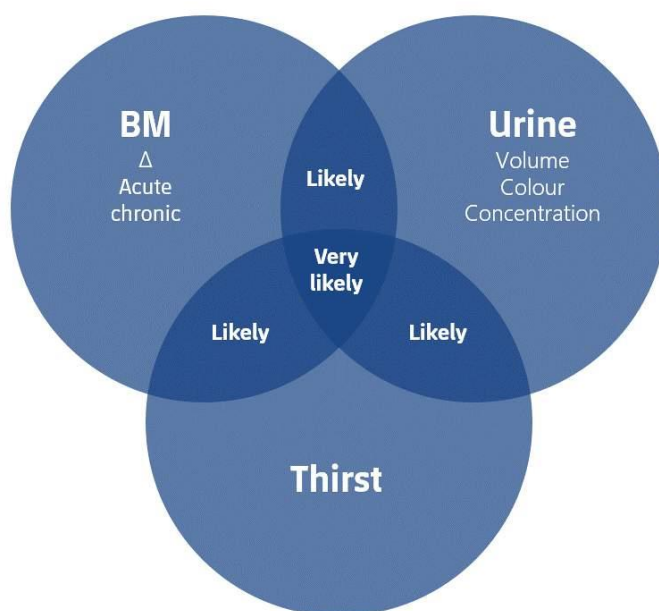 BM
Δ
Acute
chronic
Urine
Volume
Colour
Concentration
Likely
Very
likely
Likely
Likely
Thirst